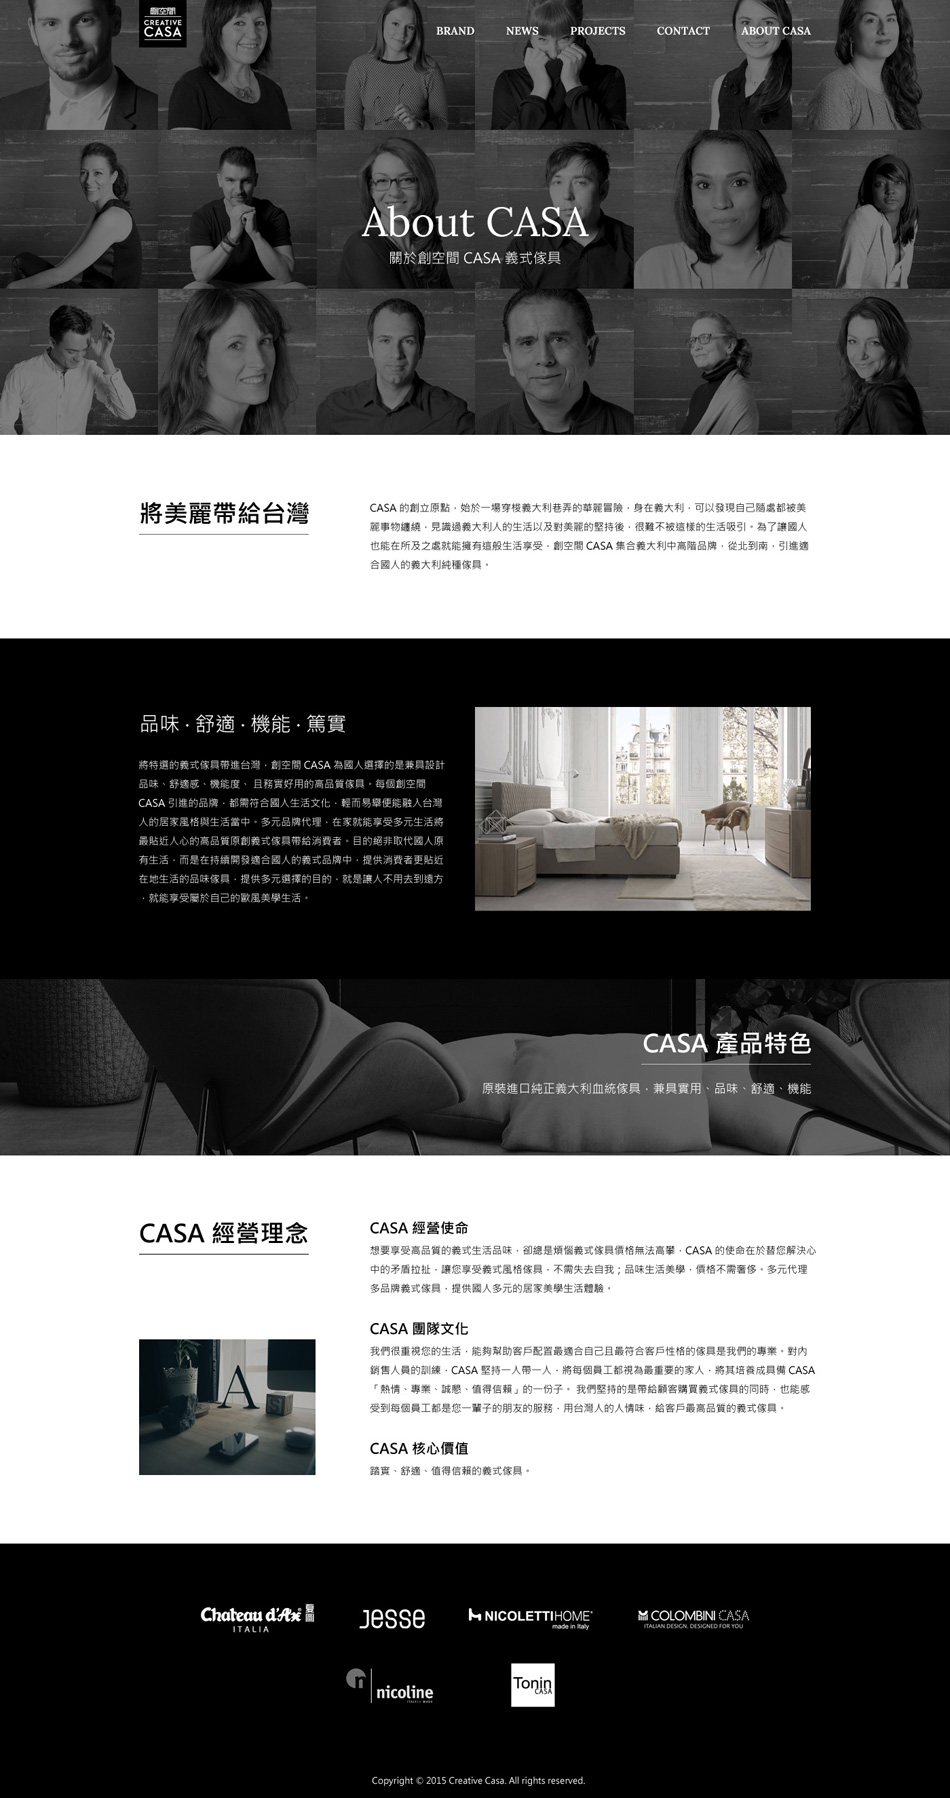 創空間
CREATIVE
CASA
BRAND NEWS PROJECTS CONTACT ABOUT CASA
About CASA
關於創空間 CASA 義式傢具
將美麗帶給台灣
CASA 的創立原點，始於一場穿梭義大利巷弄的華麗冒險，身在義大利，可以發現自己隨處都被美
麗事物纏繞，見識過義大利人的生活以及對美麗的堅持後，很難不被這樣的生活吸引。為了讓國人
也能在所及之處就能擁有這般生活享受，創空間 CASA 集合義大利中高階品牌，從北到南，引進適
合國人的義大利純種傢具。
品味 · 舒適 · 機能 · 篤實
將特選的義式傢具帶進台灣，創空間 CASA 為國人選擇的是兼具設計
品味、舒適感、機能度、 且務實好用的高品質傢具。每個創空間
CASA 引進的品牌，都需符合國人生活文化，輕而易舉便能融入台灣
人的居家風格與生活當中。多元品牌代理，在家就能享受多元生活將
最貼近人心的高品質原創義式傢具帶給消費者。目的絕非取代國人原
有生活，而是在持續開發適合國人的義式品牌中，提供消費者更貼近
在地生活的品味傢具，提供多元選擇的目的，就是讓人不用去到遠方
，就能享受屬於自己的歐風美學生活。
CASA 產品特色
原裝進口純正義大利血統傢具，兼具實用、品味、舒適、機能
CASA 經營理念
CASA 經營使命
想要享受高品質的義式生活品味，卻總是煩惱義式傢具價格無法高攀，CASA 的使命在於替您解決心
中的矛盾拉扯，讓您享受義式風格傢具，不需失去自我；品味生活美學，價格不需奢侈。多元代理
多品牌義式傢具，提供國人多元的居家美學生活體驗。
CASA 團隊文化
我們很重視您的生活，能夠幫助客戶配置最適合自己且最符合客戶性格的傢具是我們的專業。對內
銷售人員的訓練，CASA 堅持一人帶一人，將每個員工都視為最重要的家人，將其培養成具備 CASA
「熱情、專業、誠懇、值得信賴」的一份子。 我們堅持的是帶給顧客購買義式傢具的同時，也能感
受到每個員工都是您一輩子的朋友的服務，用台灣人的人情味，給客戶最高品質的義式傢具。
CASA 核心價值
踏實、舒適、值得信賴的義式傢具。
A
Chateau d'Ax 夏圖
ITALIA
JESSE
NICOLETTIHOME
made in Italy
COLOMBINI CASA
ITALIAN DESIGN. DESIGNED FOR YOU
n nicoline
Tonin
CASA
Copyright © 2015 Creative Casa. All rights reserved.